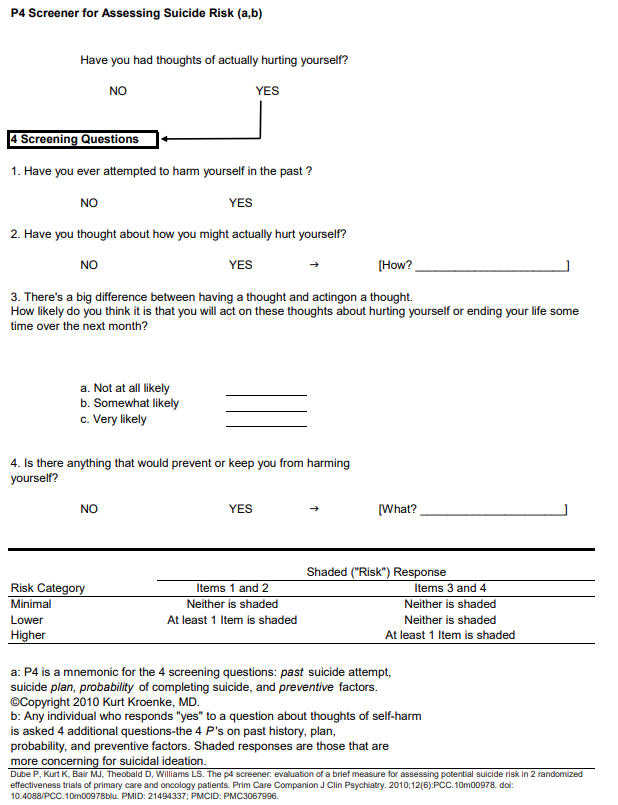 P4 Screener for Assessing Suicide Risk (a,b)
Have you had thoughts of actually hurting yourself?
NO YES
4 Screening Questions
1. Have you ever attempted to harm yourself in the past ?
NO YES
2. Have you thought about how you might actually hurt yourself?
NO YES → [How? ______________________]
3. There's a big difference between having a thought and actingon a thought.
How likely do you think it is that you will act on these thoughts about hurting yourself or ending your life some
time over the next month?
a. Not at all likely ____________
b. Somewhat likely ____________
c. Very likely ____________
4. Is there anything that would prevent or keep you from harming
yourself?
NO YES → [What? _____________________]
Shaded ("Risk") Response
Risk Category Items 1 and 2 Items 3 and 4
Minimal Neither is shaded Neither is shaded
Lower At least 1 Item is shaded Neither is shaded
Higher At least 1 Item is shaded
a: P4 is a mnemonic for the 4 screening questions: past suicide attempt,
suicide plan, probability of completing suicide, and preventive factors.
©Copyright 2010 Kurt Kroenke, MD.
b: Any individual who responds "yes" to a question about thoughts of self-harm
is asked 4 additional questions-the 4 P's on past history, plan,
probability, and preventive factors. Shaded responses are those that are
more concerning for suicidal ideation.
Dube P, Kurt K, Bair MJ, Theobald D, Williams LS. The p4 screener: evaluation of a brief measure for assessing potential suicide risk in 2 randomized
effectiveness trials of primary care and oncology patients. Prim Care Companion J Clin Psychiatry. 2010;12(6):PCC.10m00978. doi:
10.4088/PCC.10m00978blu. PMID: 21494337; PMCID: PMC3067996.